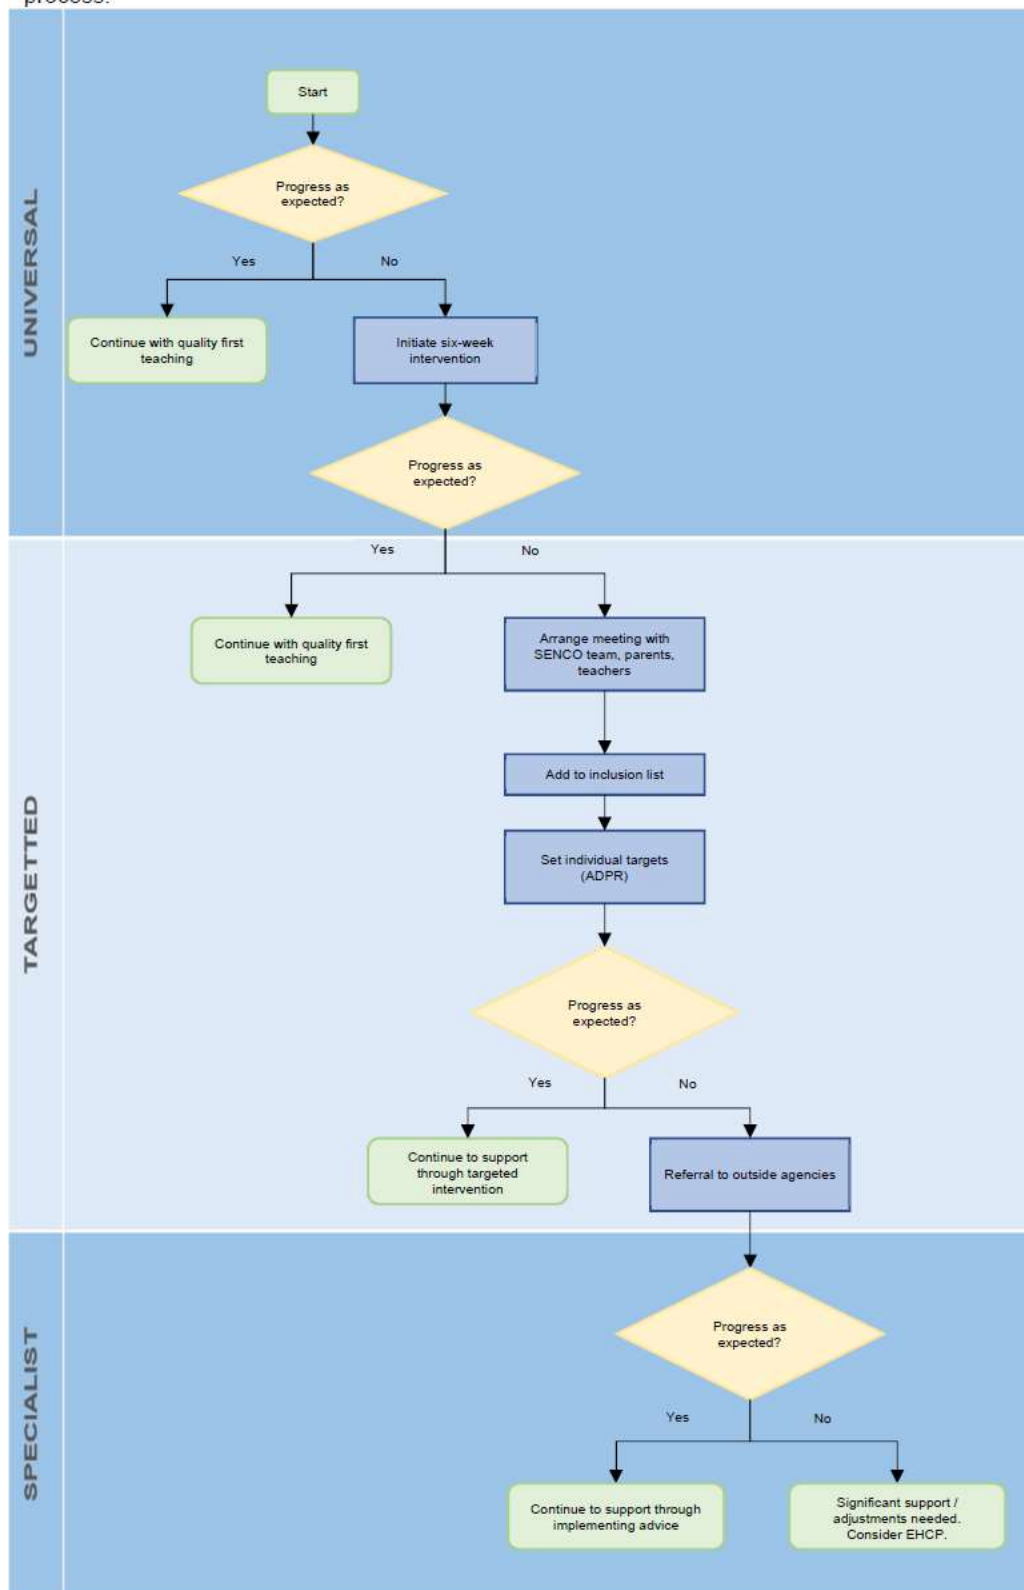 process.
UNIVERSAL
Start
Progress as
expected?
Yes
No
Continue with quality first
teaching
Initiate six-week
intervention
Progress as
expected?
TARGETTED
Yes
No
Continue with quality first
teaching
Arrange meeting with
SENCO team, parents,
teachers
Add to inclusion list
Set individual targets
(ADPR)
Progress as
expected?
Yes
No
Continue to support
through targeted
intervention
Referral to outside agencies
SPECIALIST
Progress as
expected?
Yes
No
Continue to support through
implementing advice
Significant support /
adjustments needed.
Consider EHCP.